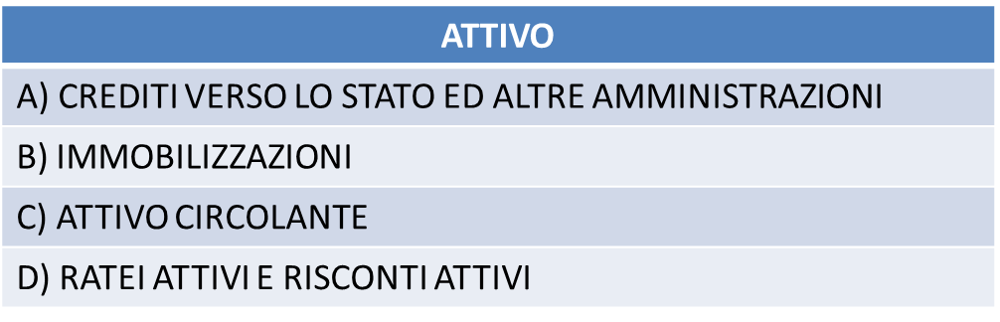 ATTIVO
A) CREDITI VERSO LO STATO ED ALTRE AMMINISTRAZIONI
B) IMMOBILIZZAZIONI
C) ATTIVO CIRCOLANTE
D) RATEI ATTIVI E RISCONTI ATTIVI